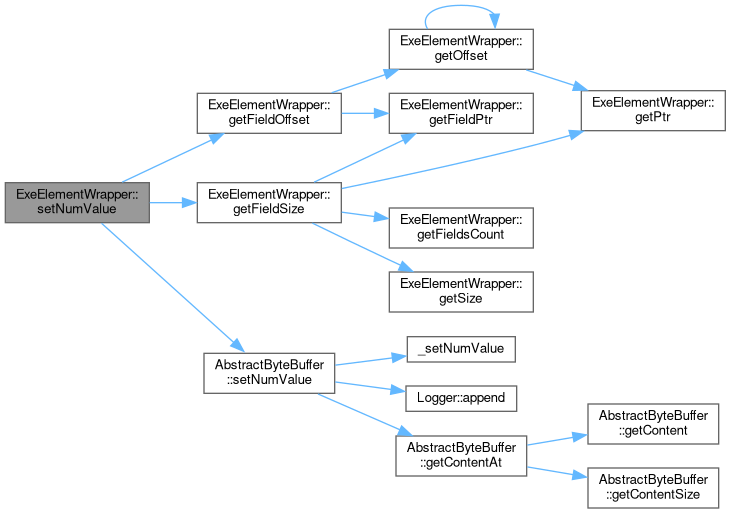 ExeElementWrapper::
setNumValue
ExeElementWrapper::
getFieldOffset
ExeElementWrapper::
getOffset
ExeElementWrapper::
getPtr
ExeElementWrapper::
getFieldPtr
ExeElementWrapper::
getFieldSize
ExeElementWrapper::
getFieldsCount
ExeElementWrapper::
getSize
AbstractByteBuffer
::setNumValue
_setNumValue
Logger::append
AbstractByteBuffer
::getContentAt
AbstractByteBuffer
::getContent
AbstractByteBuffer
::getContentSize